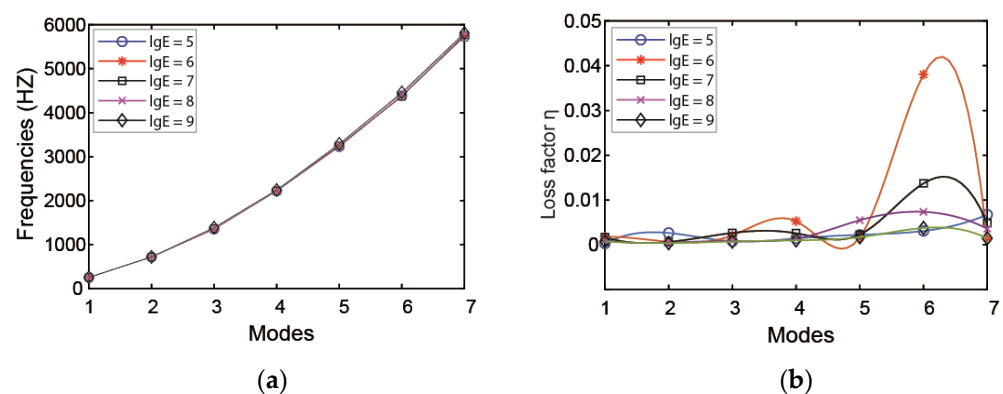 6000
5000
4000
3000
2000
1000
0
Frequencies (HZ)
lgE = 5
lgE = 6
lgE = 7
lgE = 8
lgE = 9
1 2 3 4 5 6 7
Modes
(a)
0.05
0.04
0.03
0.02
0.01
0
Loss factor η
lgE = 5
lgE = 6
lgE = 7
lgE = 8
lgE = 9
1 2 3 4 5 6 7
Modes
(b)